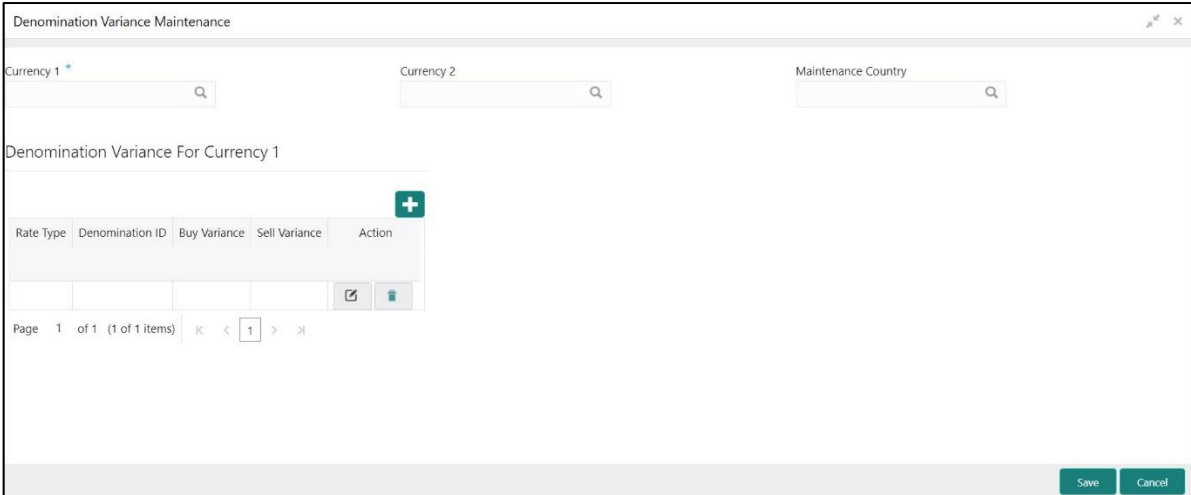 Denomination Variance Maintenance
Currency 1 * Currency 2 Maintenance Country
Denomination Variance For Currency 1
Rate Type Denomination ID Buy Variance Sell Variance Action
Page 1 of 1 (1 of 1 items) 1
Save Cancel